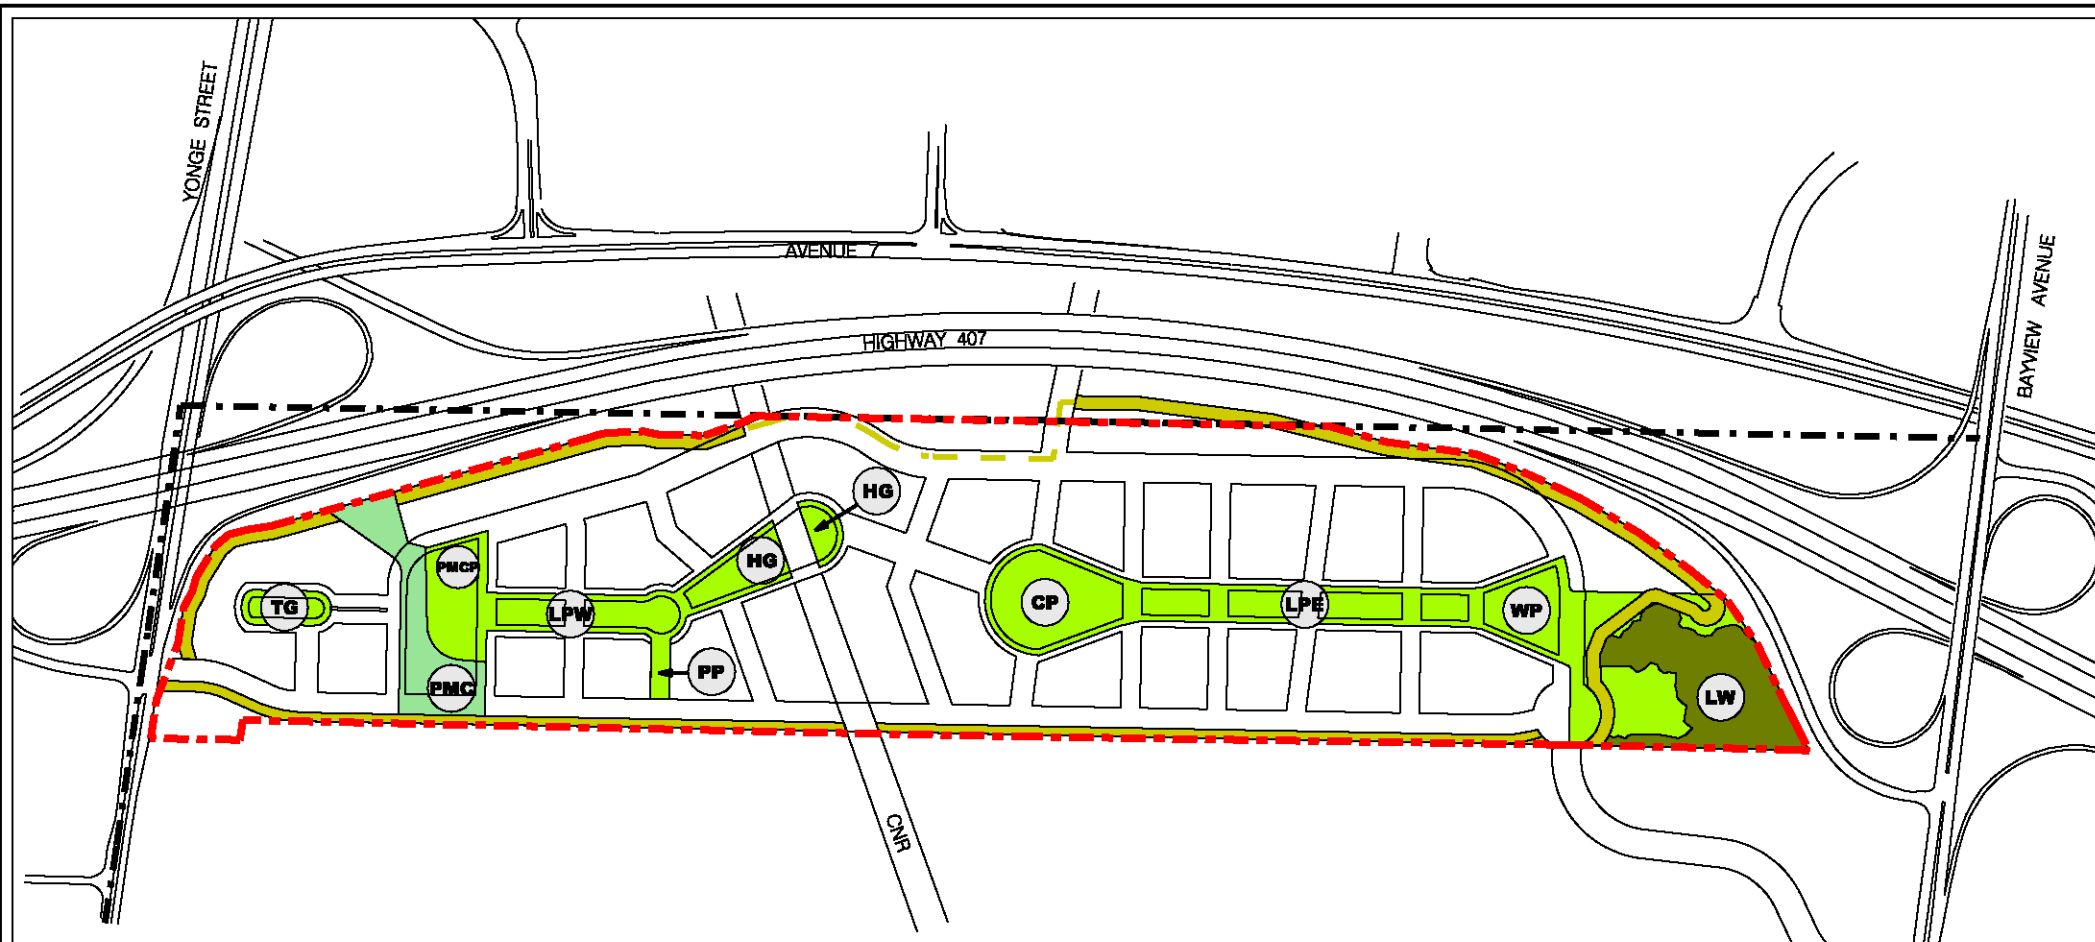 YONGE STREET
AVENUE 7
BAYVIEW AVENUE
HIGHWAY 407
HG
HG
PMCP
TG
LPW
CP
LPE
WP
PP
PMC
LW
CNR